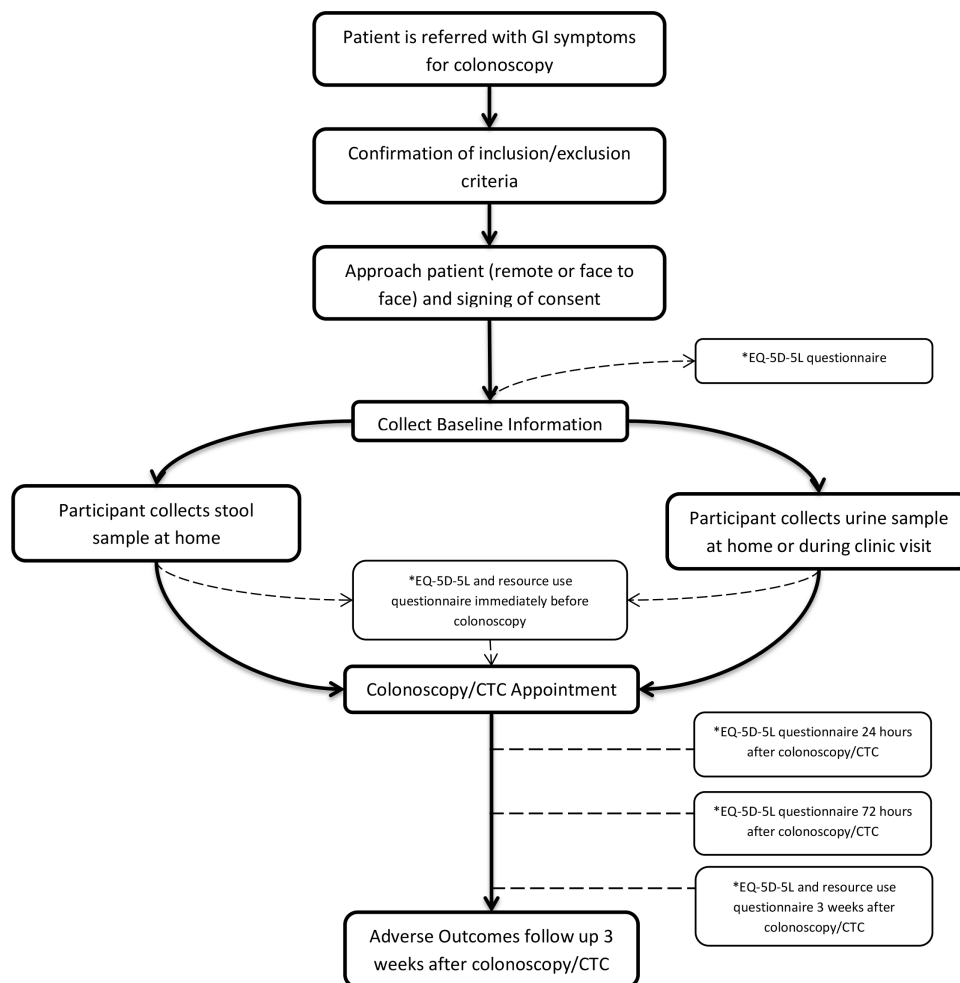 Patient is referred with GI symptoms
for colonoscopy
Confirmation of inclusion/exclusion
criteria
Approach patient (remote or face to
face) and signing of consent
*EQ-5D-5L questionnaire
Collect Baseline Information
Participant collects stool
sample at home
Participant collects urine sample
at home or during clinic visit
*EQ-5D-5L and resource use
questionnaire immediately before
colonoscopy
Colonoscopy/CTC Appointment
*EQ-5D-5L questionnaire 24 hours
after colonoscopy/CTC
*EQ-5D-5L questionnaire 72 hours
after colonoscopy/CTC
*EQ-5D-5L and resource use
questionnaire 3 weeks after
colonoscopy/CTC
Adverse Outcomes follow up 3
weeks after colonoscopy/CTC